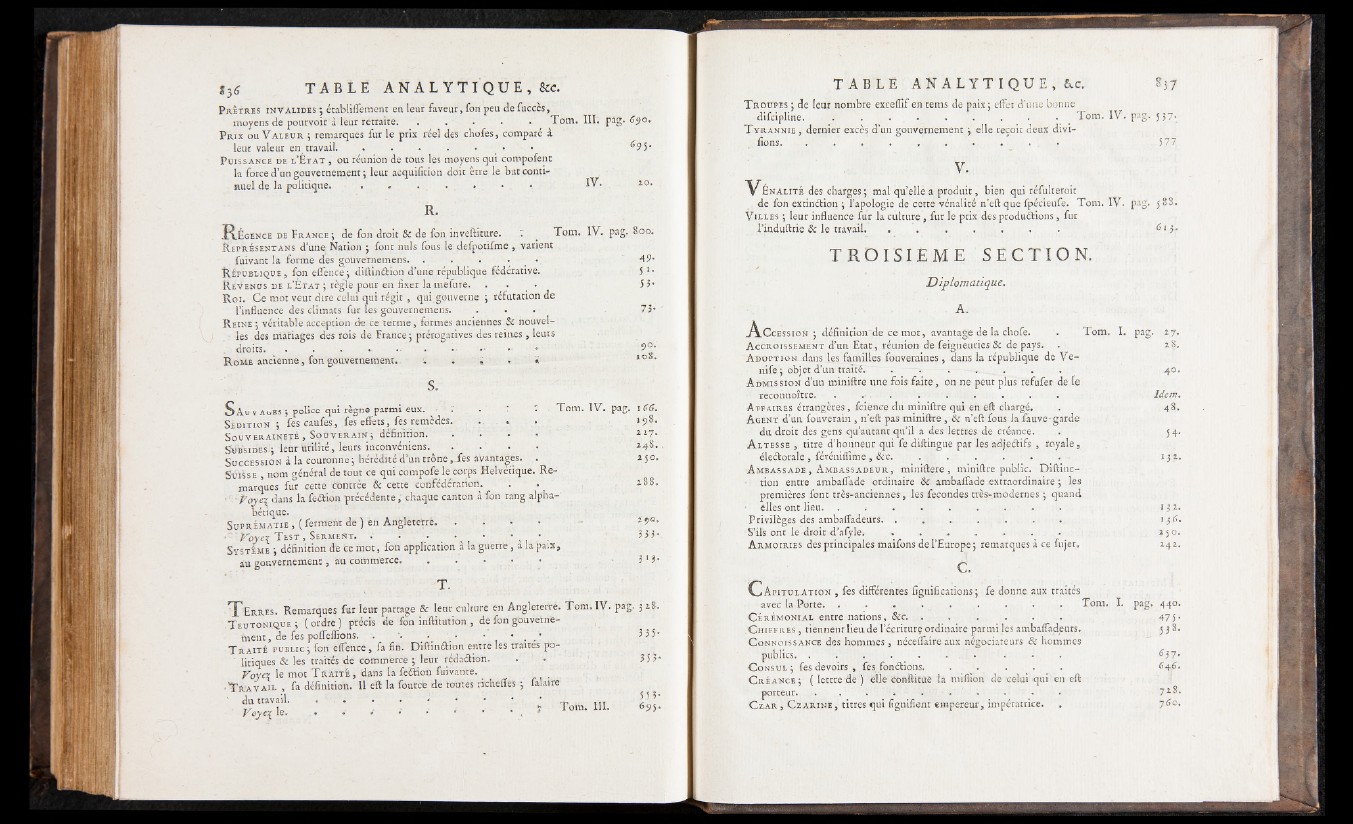 836 TABLE ANALYTIQUE, &c.
PRÊTRES INVALIDES; établiſſement en leur faveur, ſon peu de ſuccès,
moyens de pourvoir à leur retraite. . . . . . Tom. III. pag. 690.
PRIX OU VALEUR; remarques ſur le prix réel des choſes, comparé à
leur valeur en travail. . . . . . . . 695.
PUISSANCE DE L'ÉTAT, ou réunion de tous les moyens qui compoſent
la force d'un gouvernement; leur acquiſition doit être le but conti-
nuel de la politique. . . . . . . . IV. 20.
R.
RÉGENCE DE FRANCE; de ſon droit & de ſon inveſtiture. . Tom. IV. pag. 800.
REPRÉSENTANS d'une Nation; ſont nuls ſous le deſpotiſme, varient
ſuivant la forme des gouvernemens. . . . . . 49.
RÉPUBLIQUE, ſon eſſence; diſtinction d'une république fédérative. 51.
REVENUS DE L'ÉTAT; règle pour en fixer la meſure. . . . 53.
ROI. Ce mot veut dire celui qui régit, qui gouverne; réfutation de
l'influence des climats ſur les gouvernemens. . . . 73.
REINE; véritable acception de ce terme, formes anciennes & nouvel-
les des mariages des rois de France; prérogatives des reines, leurs
droits. . . . . . . . . . . 90.
ROME ancienne, ſon gouvernement. . . . . . 108.
S.
SAUVAGES; police qui règne parmi eux. . . . . Tom. IV. pag. 166.
SÉDITION; ſes cauſes, ſes effets, ſes remèdes. . . . 198.
SOUVERAINETÉ, SOUVERAIN; définition. . . . . 217.
SUBSIDES; leur utilité, leurs inconvéniens. . . . . 248.
SUCCESSION à la couronne; hérédité d'un trône, ſes avantages. . 250.
SUISSE, nom général de tout ce qui compoſe le corps Helvétique. Re-
marques ſur cette contrée & cette confédération. . . 288.
Voyez dans la ſection précédente, chaque canton à ſon rang alpha-
bétique.
SUPRÉMATIE, (ſerment de) en Angleterre. . . . . 290.
Voyez TEST, SERMENT. . . . . . . . 333.
SYSTÈME; définition de ce mot, ſon application à la guerre, à la paix,
au gouvernement, au commerce. . . . . . 313.
T.
TERRES. Remarques ſur leur partage & leur culture en Angleterre. Tom. IV. pag. 328.
TEUTONIQUE; (ordre) précis de ſon inſtitution, de ſon gouverne-
ment, de ſes poſſeſſions. . . . . . . . 335.
TRAITÉ PUBLIC; ſon eſſence, ſa fin. Diſtinction entre les traités po-
litiques & les traités de commerce; leur rédaction. . . 353.
Voyez le mot TRAITÉ, dans la ſection ſuivante.
TRAVAIL, ſa définition. Il eſt la ſource de toutes richeſſes; ſalaire
du travail. . . . . . . . . . 553.
Voyez le. . . . . . . . . . Tom. III. 695.
TABLE ANALYTIQUE, &c. 837
TROUPES; de leur nombre exceſſif en tems de paix; effet d'une bonne
diſcipline. . . . . . . . . . Tom. IV. pag. 537.
TYRANNIE, dernier excès d'un gouvernement; elle reçoit deux divi-
ſions. . . . . . . . . . . 577
V.
VÉNALITÉ des charges; mal qu'elle a produit, bien qui réſulteroit
de ſon extinction; l'apologie de cette vénalité n'eſt que ſpécieuſe. Tom. IV. pag. 588.
VILLES; leur influence ſur la culture, ſur le prix des productions, ſur
l'induſtrie & le travail. . . . . . . . 613.
TROISIEME SECTION.
Diplomatique.
A.
ACCESSION; définition de ce mot, avantage de la choſe. . Tom. I. pag. 27.
ACCROISSEMENT d'un Etat, réunion de ſeigneuries & de pays. . 28.
ADOPTION dans les familles ſouveraines, dans la république de Ve-
niſe; objet d'un traité. . . . . . . . 40.
ADMISSION d'un miniſtre une fois faite, on ne peut plus refuſer de le
reconnoître. . . . . . . . . Idem.
AFFAIRES étrangères, ſcience du miniſtre qui en eſt chargé. . 48.
AGENT d'un ſouverain, n'eſt pas miniſtre, & n'eſt ſous la ſauve-garde
du droit des gens qu'autant qu'il a des lettres de créance. . 54.
ALTESSE, titre d'honneur qui ſe diſtingue par les adjectifs, royale,
électorale, ſéréniſſime, &c. . . . . . . 132.
AMBASSADE, AMBASSADEUR, miniſtere, miniſtre public. Diſtinc-
tion entre ambaſſade ordinaire & ambaſſade extraordinaire; les
premières ſont très-anciennes, les ſecondes très-modernes; quand
elles ont lieu. . . . . . . . . . 132.
Privilèges des ambaſſadeurs. . . . . . . . 136.
S'ils ont le droit d'aſyle. . . . . . . . 250.
ARMOIRIES des principales maiſons de l'Europe; remarques à ce ſujet. 242.
C.
CAPITULATION, ſes différentes ſignifications; ſe donne aux traités
avec la Porte. . . . . . . . . . Tom. I. pag. 440.
CÉRÉMONIAL entre nations, &c. . . . . . . 475.
CHIFFRES, tiennent lieu de l'écriture ordinaire parmi les ambaſſadeurs. 538.
CONNOISSANCE des hommes, néceſſaire aux négociateurs & hommes
publics. . . . . . . . . . . 637.
CONSUL; ſes devoirs, ſes fonctions. . . . . . 646.
CRÉANCE; (lettre de) elle conſtitue la miſſion de celui qui en eſt
porteur. . . . . . . . . . . 728.
CZAR, CZARINE, titres qui ſignifient empereur, impératrice. . 760.